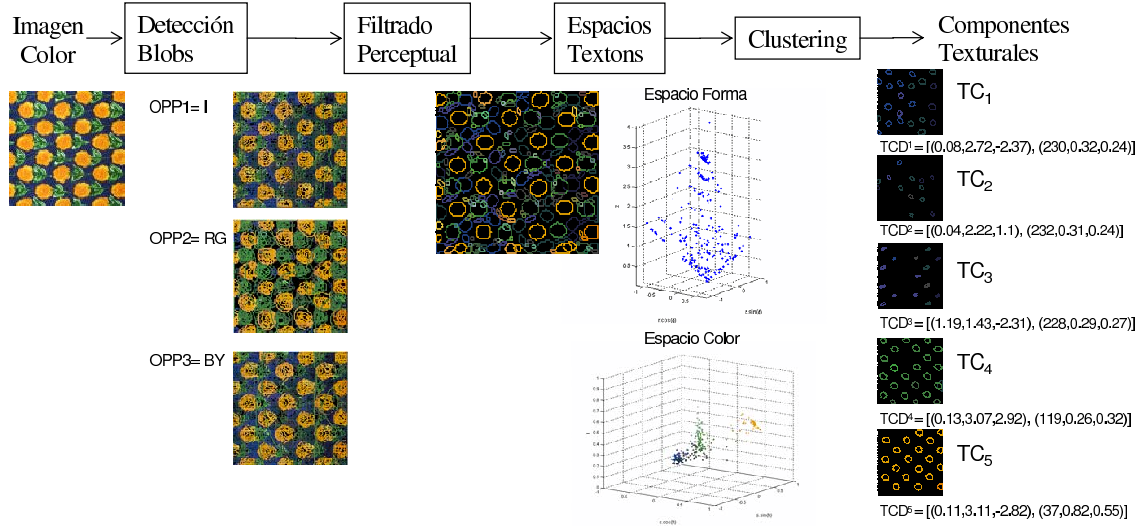 Imagen
Color
Detección
Blobs
Filtrado
Perceptual
Espacios
Textons
Clustering
Componentes
Texturales
OPP1= I
OPP2= RG
OPP3= BY
Espacio Forma
Espacio Color
TC1
TCD¹ = [(0.08,2.72,-2.37), (230,0.32,0.24)]
TC2
TCD² = [(0.04,2.22,1.1), (232,0.31,0.24)]
TC3
TCD³ = [(1.19,1.43,-2.31), (228,0.29,0.27)]
TC4
TCD⁴ = [(0.13,3.07,2.92), (119,0.26,0.32)]
TC5
TCD⁵ = [(0.11,3.11,-2.82), (37,0.82,0.55)]